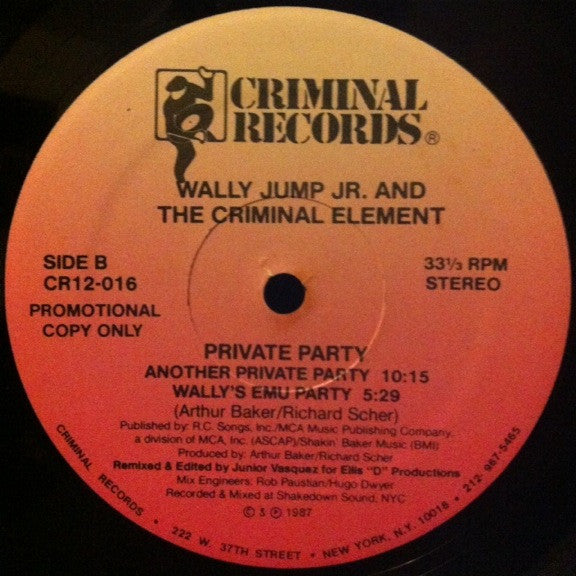 CRIMINAL
RECORDS®
WALLY JUMP JR. AND
THE CRIMINAL ELEMENT
SIDE B
CR12-016
PROMOTIONAL
COPY ONLY
33⅓ RPM
STEREO
PRIVATE PARTY
ANOTHER PRIVATE PARTY 10:15
WALLY'S EMU PARTY 5:29
(Arthur Baker/Richard Scher)
Published by: R.C. Songs, Inc./MCA Music Publishing Company,
a division of MCA, Inc. (ASCAP)/Shakin' Baker Music (BMI)
Produced by: Arthur Baker/Richard Scher
Remixed & Edited by Junior Vasquez for Ellis "D" Productions
Mix Engineers: Rob Paustian/Hugo Dwyer
Recorded & Mixed at Shakedown Sound, NYC
© ℗ 1987
CRIMINAL RECORDS • 222 W. 37TH STREET • NEW YORK, N.Y. 10018 • 212-967-5465